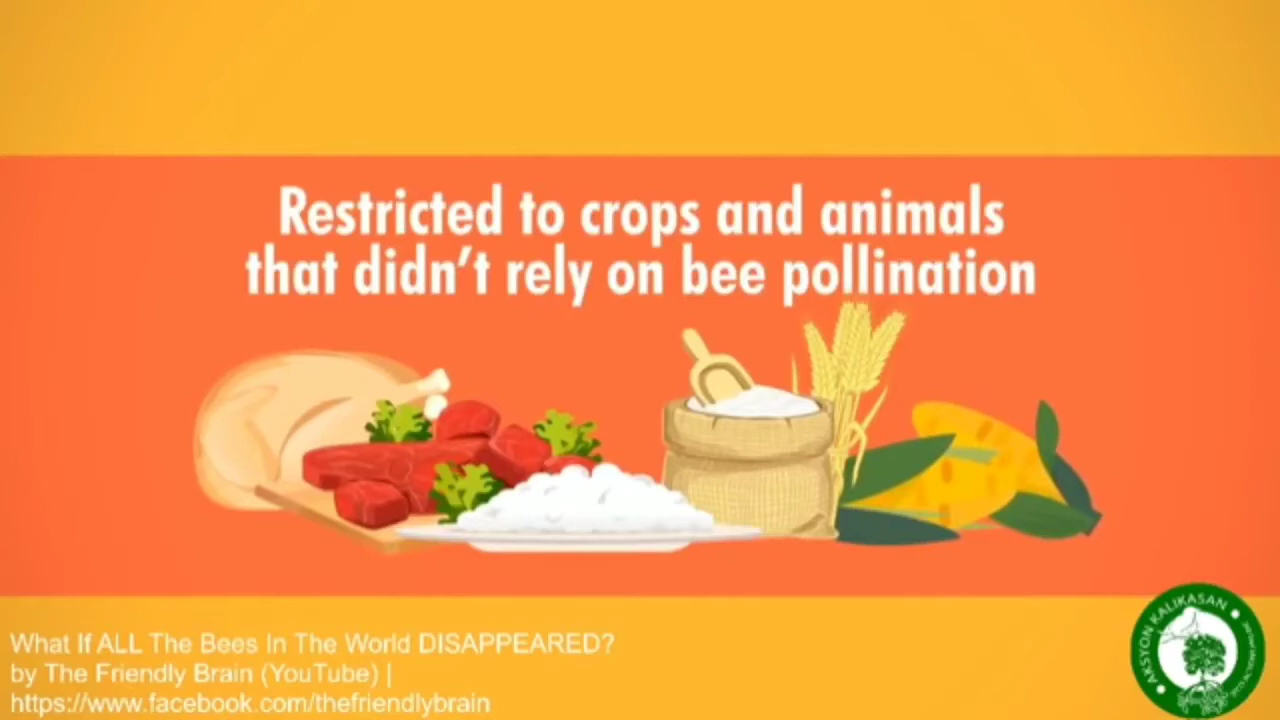 Restricted to crops and animals
that didn't rely on bee pollination
What If ALL The Bees In The World DISAPPEARED?
by The Friendly Brain (YouTube) |
https://www.facebook.com/thefriendlybrain
AKSYON KALIKASAN